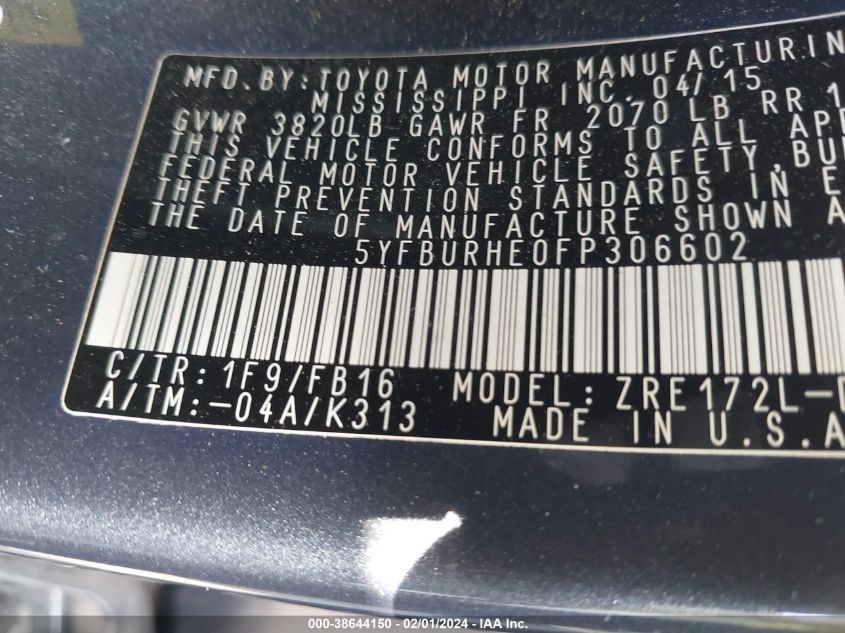 MFD. BY: TOYOTA MOTOR MANUFACTURIN
MISSISSIPPI INC. 04/15
GVWR 3820LB GAWR FR 2070 LB RR 1
THIS VEHICLE CONFORMS TO ALL APP
FEDERAL MOTOR VEHICLE SAFETY, BU
THEFT PREVENTION STANDARDS IN E
THE DATE OF MANUFACTURE SHOWN A
5YFBURHE0FP306602
C/TR: 1F9/FB16 MODEL: ZRE172L-
A/TM:-04A/K313 MADE IN U.S.A
000-38644150 - 02/01/2024 - IAA Inc.